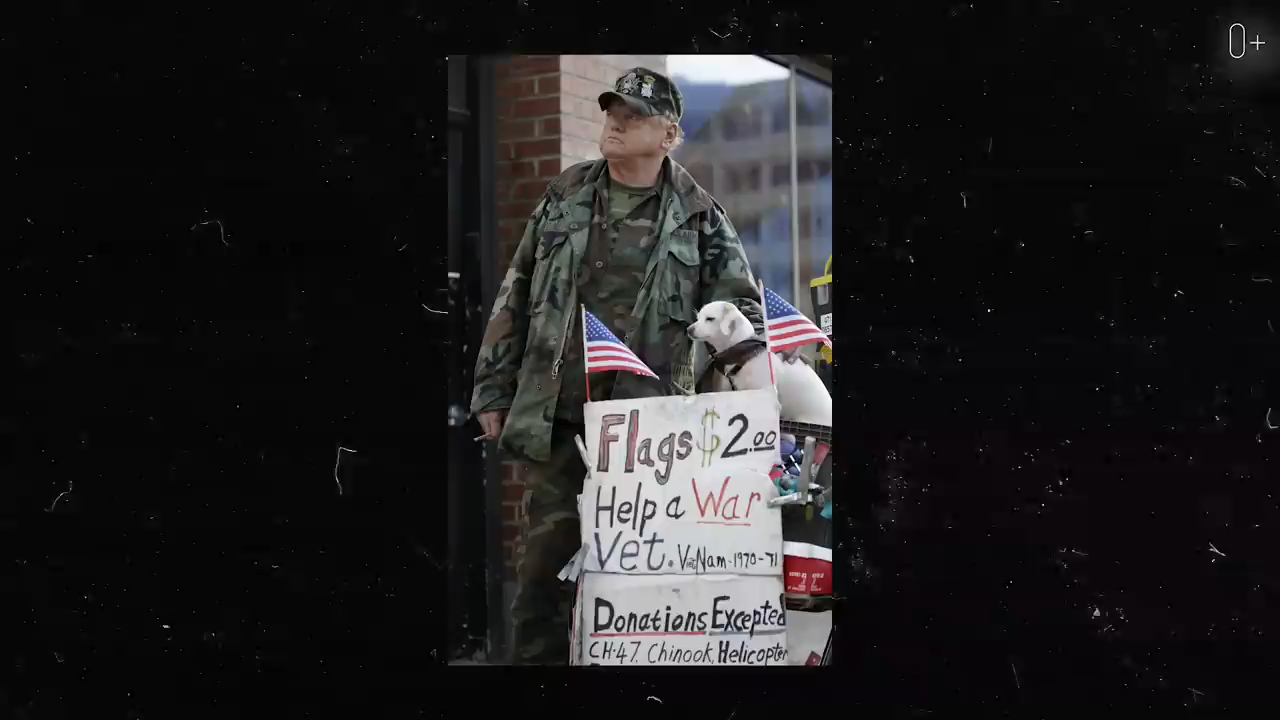 0+
Flags $2.00
Help a War
Vet. VietNam-1970-71
Donations Excepted
CH-47. Chinook, Helicopter